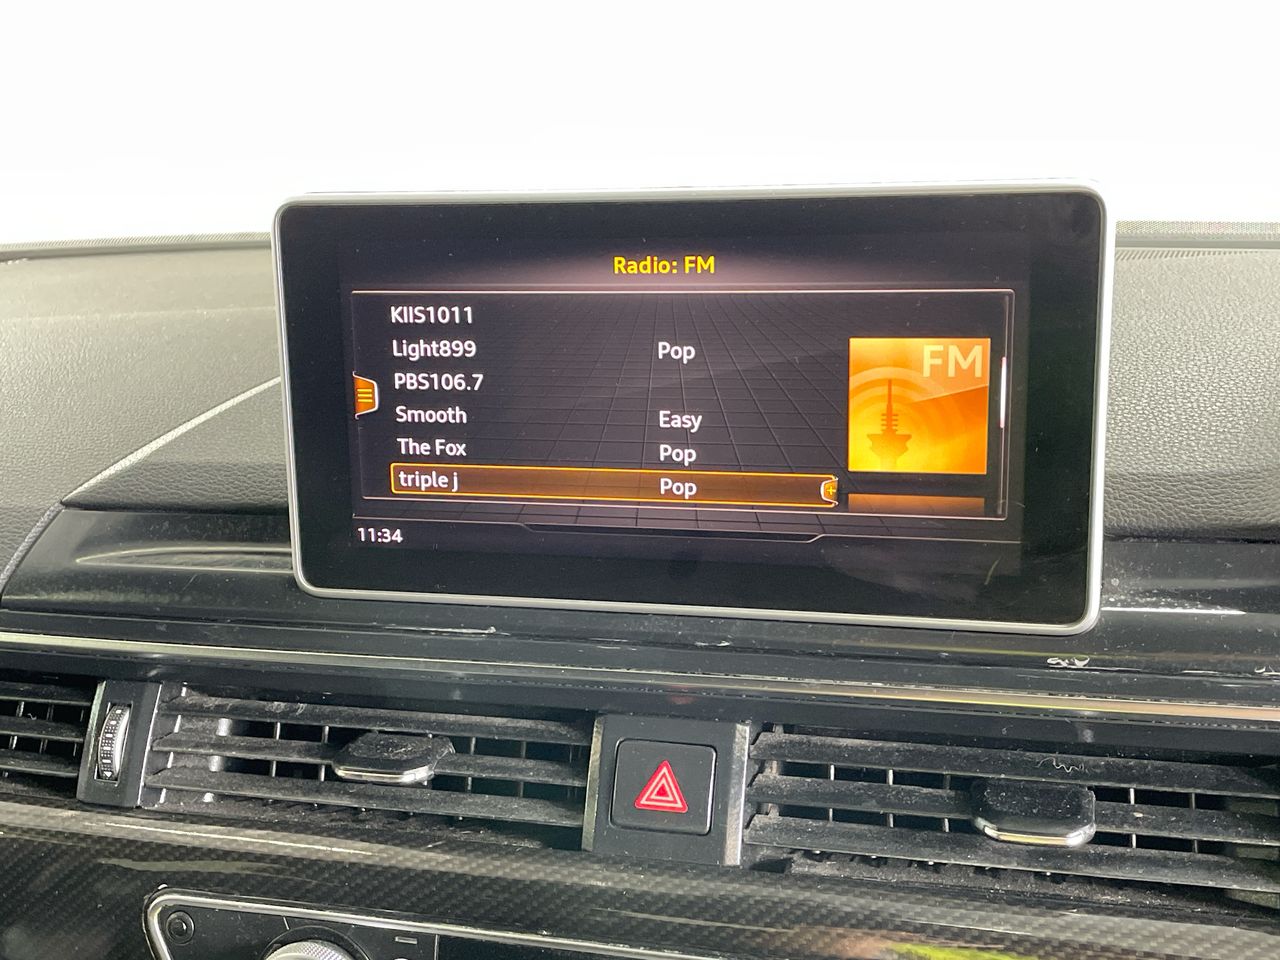 Radio: FM
KIIS1011
Light899 Pop
PBS106.7
Smooth Easy
The Fox Pop
triple j Pop
FM
11:34